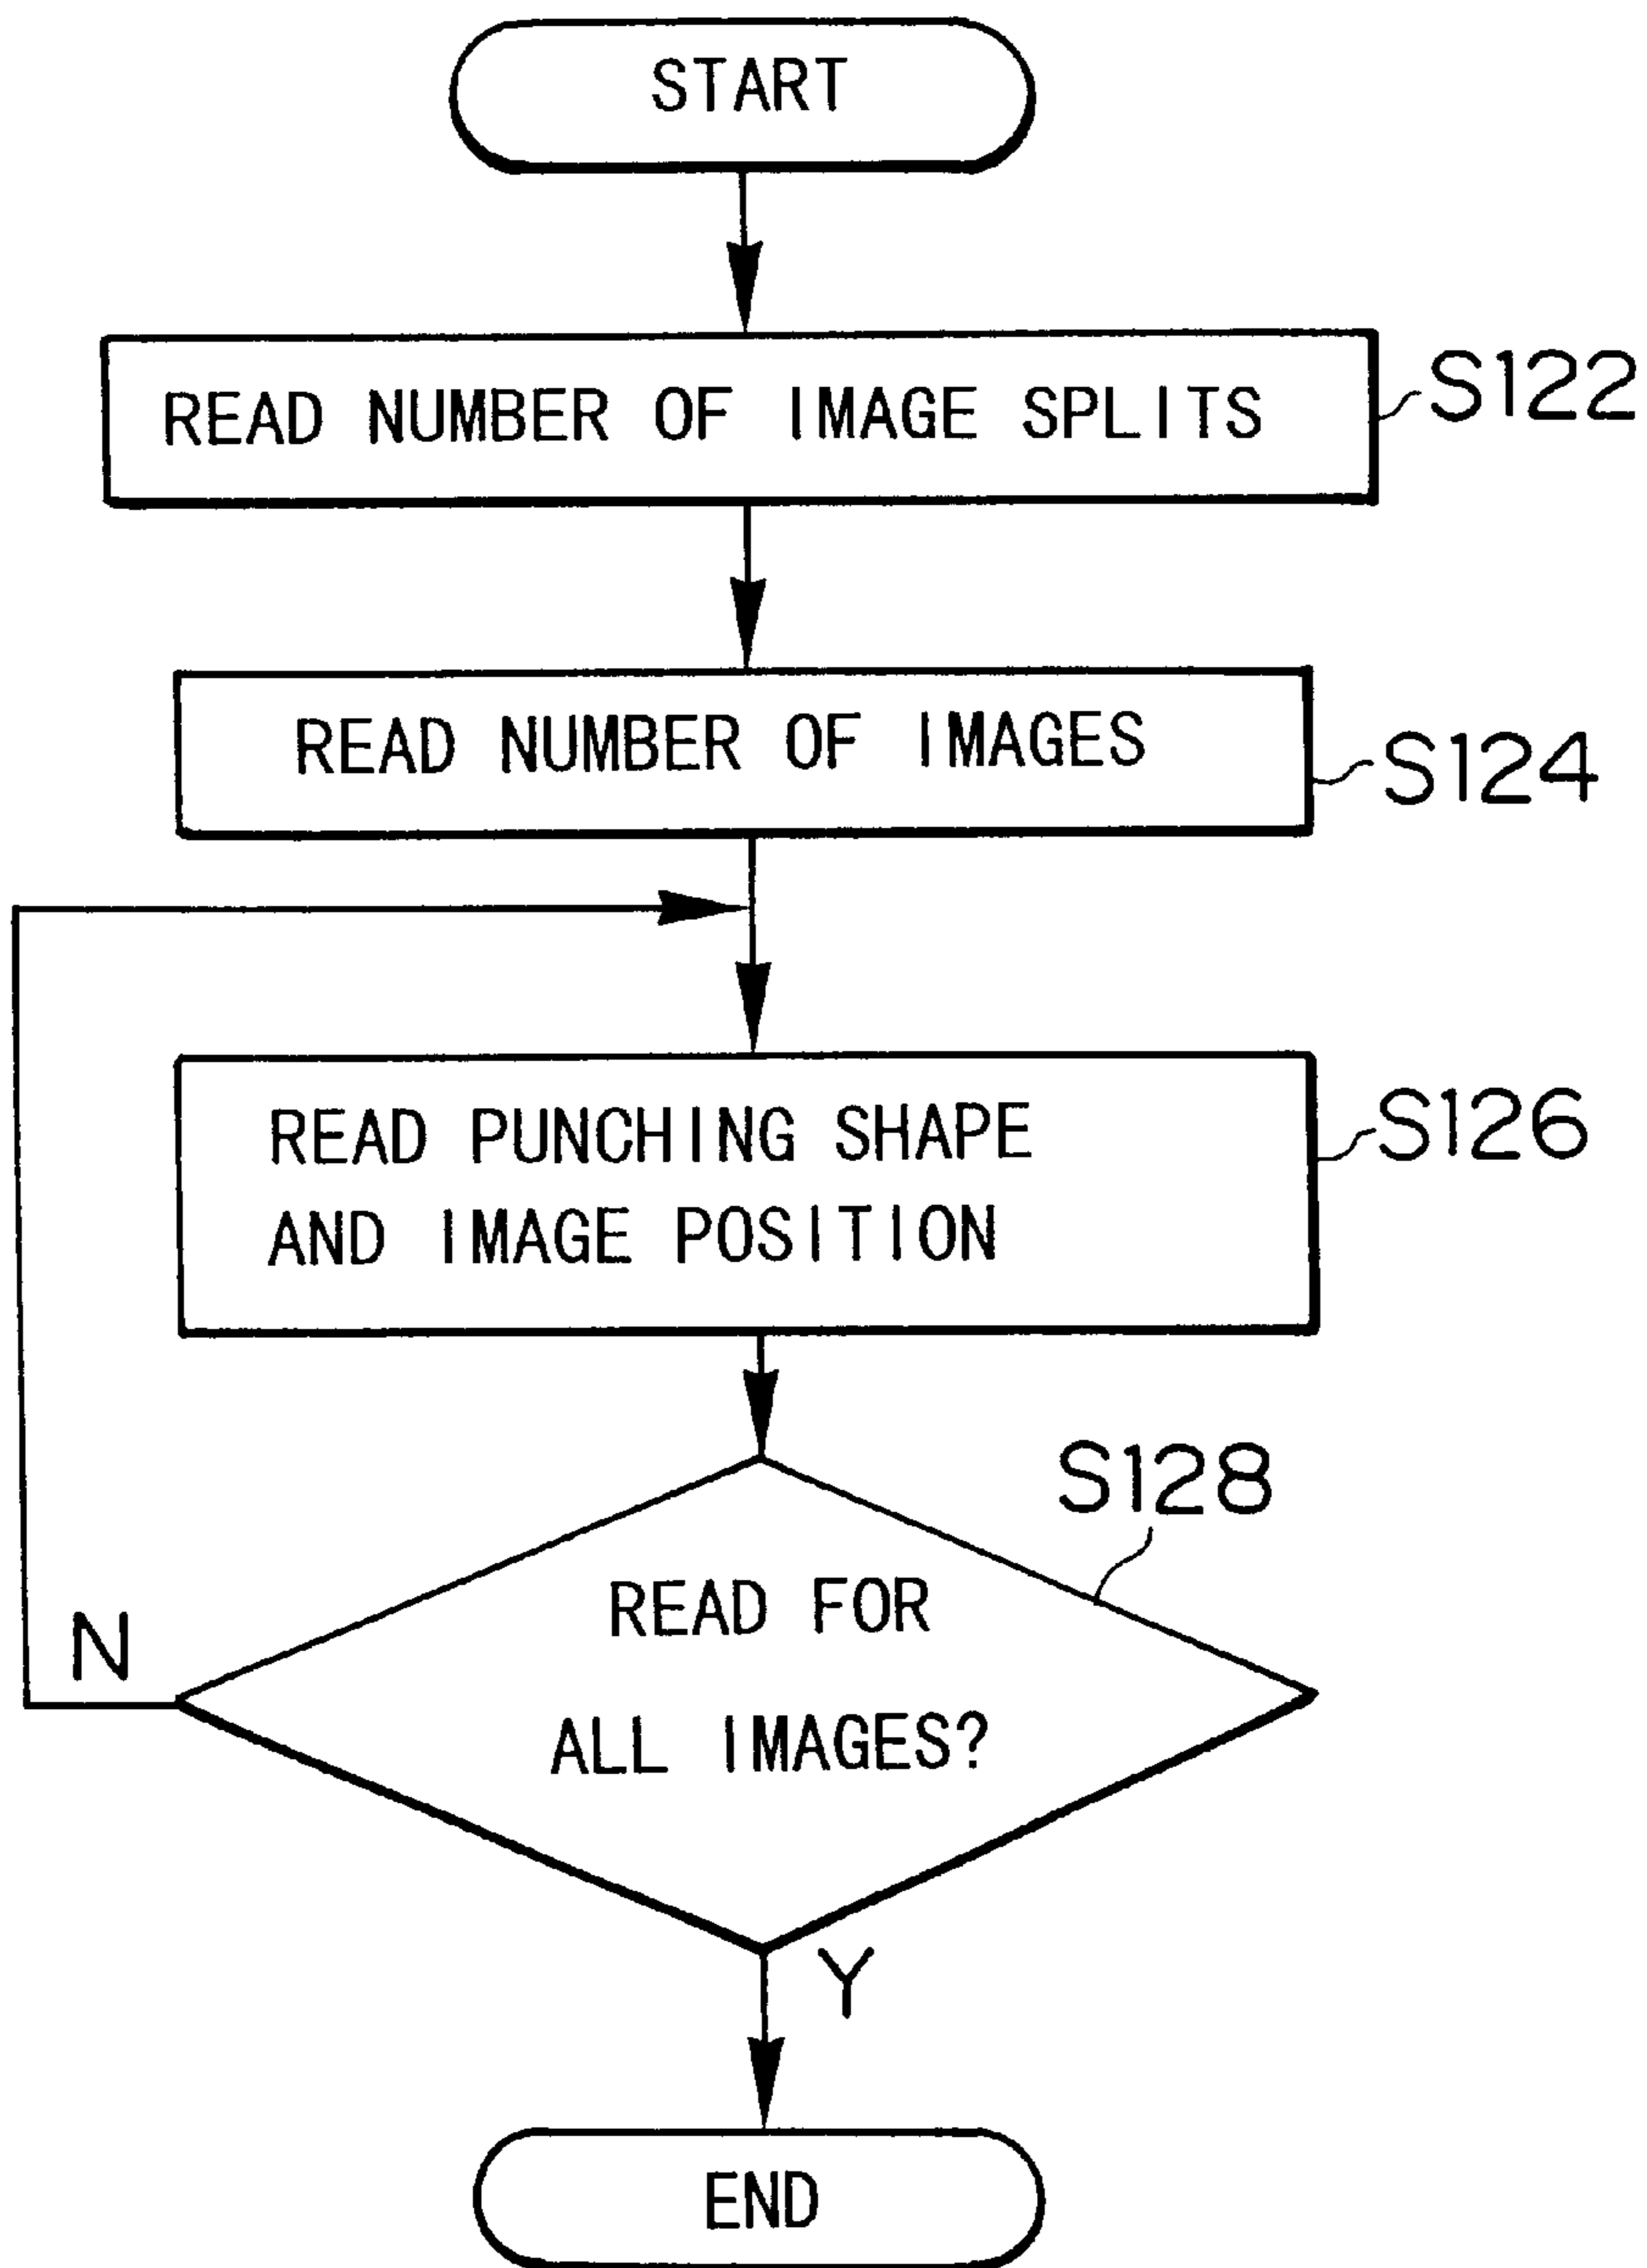 START
READ NUMBER OF IMAGE SPLITS
S122
READ NUMBER OF IMAGES
S124
READ PUNCHING SHAPE
AND IMAGE POSITION
S126
S128
READ FOR
ALL IMAGES?
N
Y
END